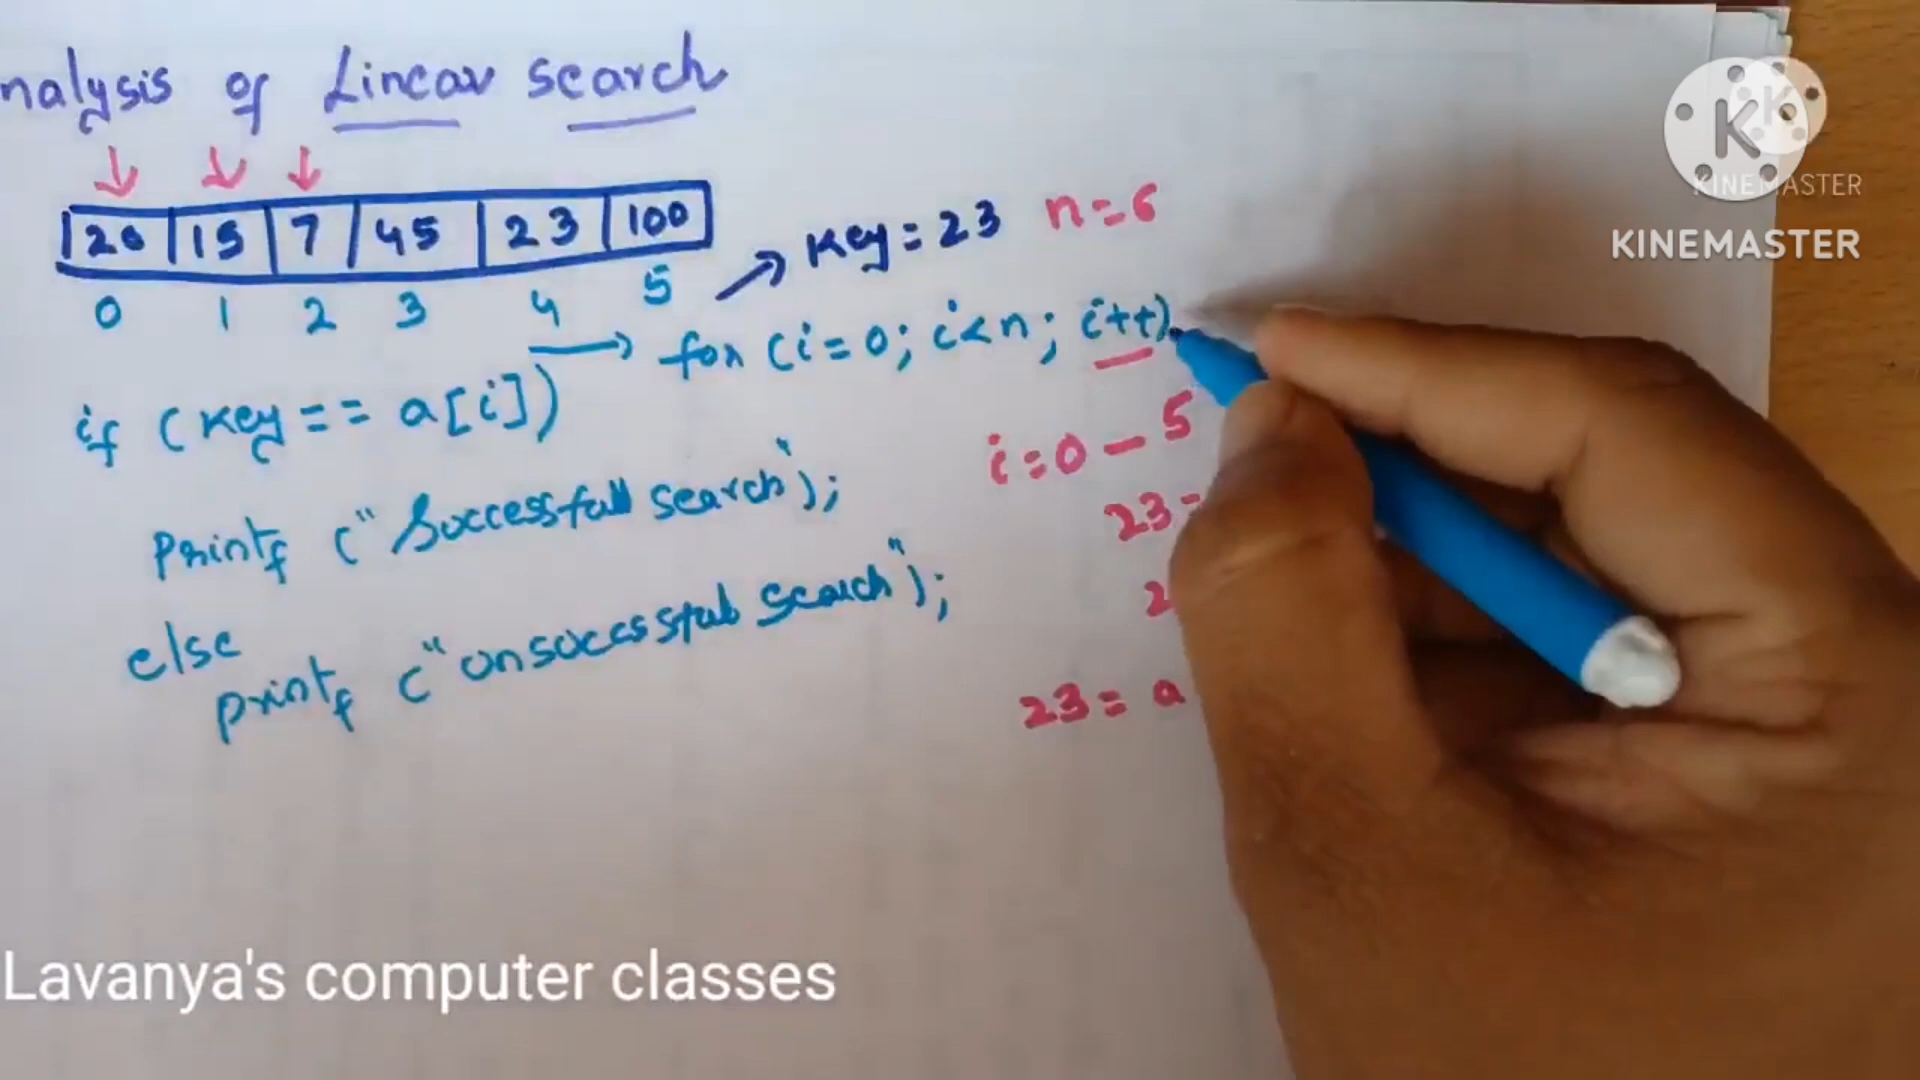 nalysis of Linear search
20 15 7 45 23 100
0 1 2 3 4 5
Key = 23 n=6
for (i=0; i<n; i++)
if (key == a[i])
printf ("Successfull search");
else
printf ("unsuccessful search");
i=0-5
23=
2
23= a
KINEMASTER
KINEMASTER
Lavanya's computer classes